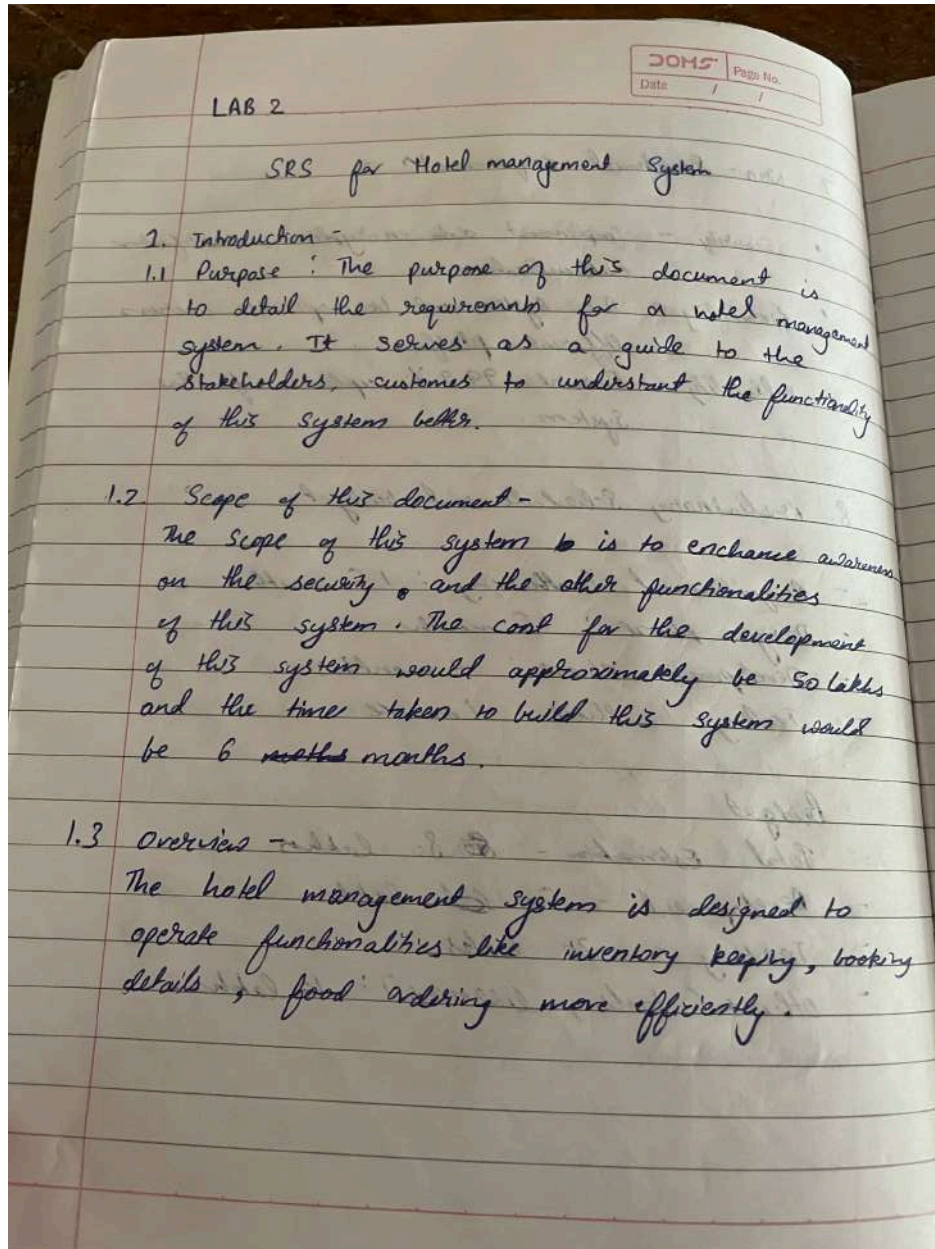 DOMS
Page No.
Date / /
LAB 2
SRS for Hotel management System
1. Introduction -
1.1 Purpose : The purpose of this document is
to detail the requiremnts for a hotel management
system. It serves as a guide to the
stakeholders, customes to understant the functionality
of this system better.
1.2 Scope of this document -
The scope of this system is to enchance awareness
on the security and the other functionalities
of this system. The cost for the development
of this system would approximately be 50 lakhs
and the time taken to build this system would
be 6 months.
1.3 Overview -
The hotel management system is designed to
operate functionalities like inventory keeping, booking
details, food ordering more efficiently.